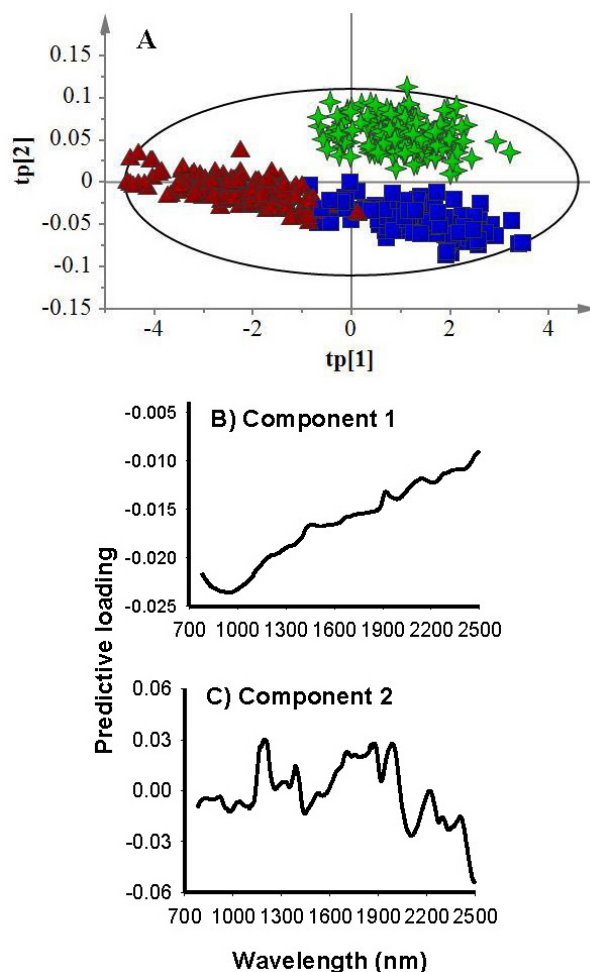 A
0.15
0.1
0.05
0
-0.05
-0.1
-0.15
tp[2]
-4 -2 0 2 4
tp[1]
B) Component 1
-0.005
-0.010
-0.015
-0.020
-0.025
700 1000 1300 1600 1900 2200 2500
Predictive loading
C) Component 2
0.06
0.03
0.00
-0.03
-0.06
700 1000 1300 1600 1900 2200 2500
Wavelength (nm)